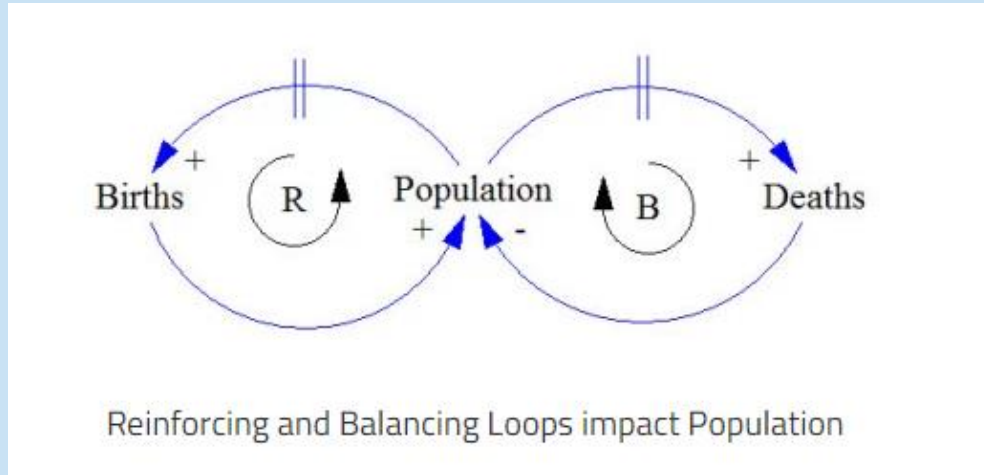 + +
Births R Population B Deaths
+ -
Reinforcing and Balancing Loops impact Population